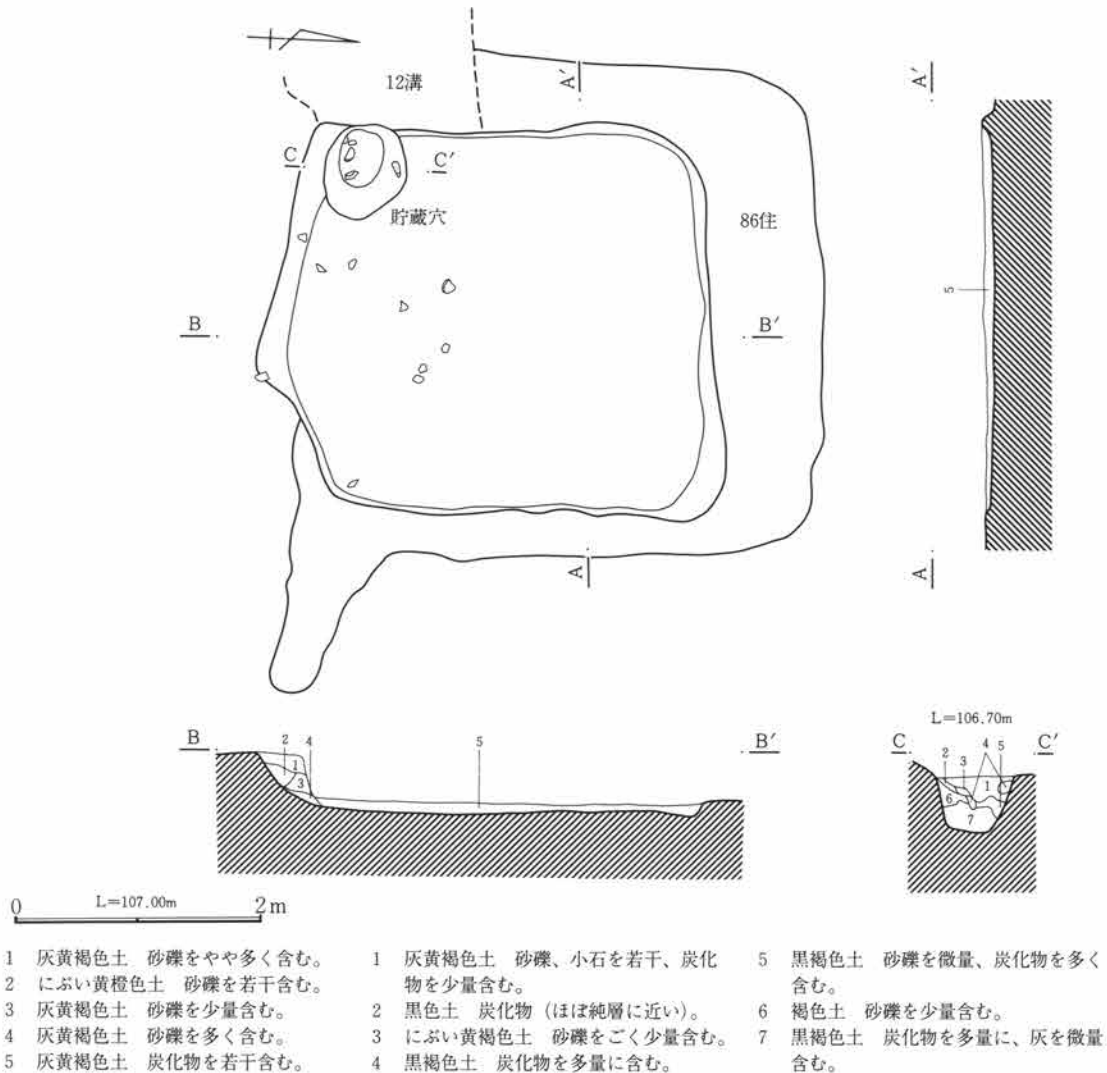 12溝
A′
A′
C
C′
貯蔵穴
86住
5
B
B′
A
A
L=106.70m
B
2
4
1
3
5
B′
C
2
3
4
5
1
6
7
C′
0
L=107.00m
2m
1 灰黄褐色土 砂礫をやや多く含む。
2 にぶい黄橙色土 砂礫を若干含む。
3 灰黄褐色土 砂礫を少量含む。
4 灰黄褐色土 砂礫を多く含む。
5 灰黄褐色土 炭化物を若干含む。
1 灰黄褐色土 砂礫、小石を若干、炭化
物を少量含む。
2 黒色土 炭化物（ほぼ純層に近い）。
3 にぶい黄褐色土 砂礫をごく少量含む。
4 黒褐色土 炭化物を多量に含む。
5 黒褐色土 砂礫を微量、炭化物を多く
含む。
6 褐色土 砂礫を少量含む。
7 黒褐色土 炭化物を多量に、灰を微量
含む。